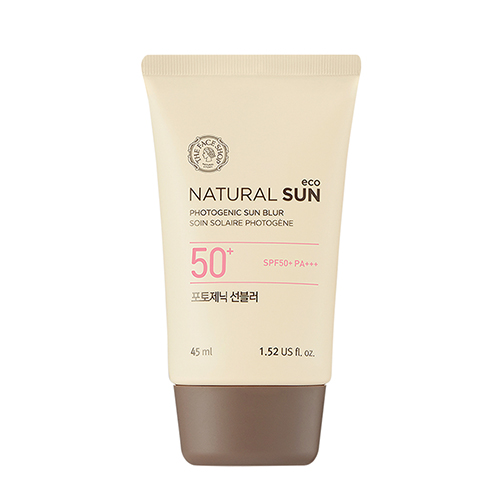 THE FACE SHOP
eco
NATURAL SUN
PHOTOGENIC SUN BLUR
SOIN SOLAIRE PHOTOGÈNE
50+
SPF50+ PA+++
포토제닉 선블러
45 ml
1.52 US fl. oz.